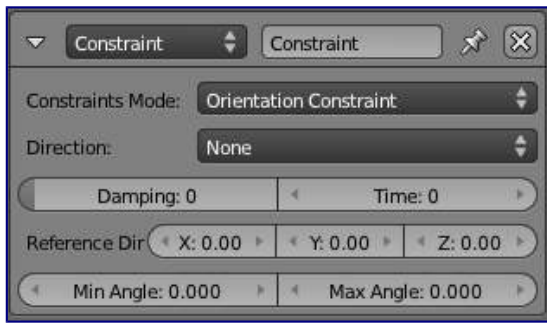 Constraint Constraint
Constraints Mode: Orientation Constraint
Direction: None
Damping: 0 Time: 0
Reference Dir X: 0.00 Y: 0.00 Z: 0.00
Min Angle: 0.000 Max Angle: 0.000